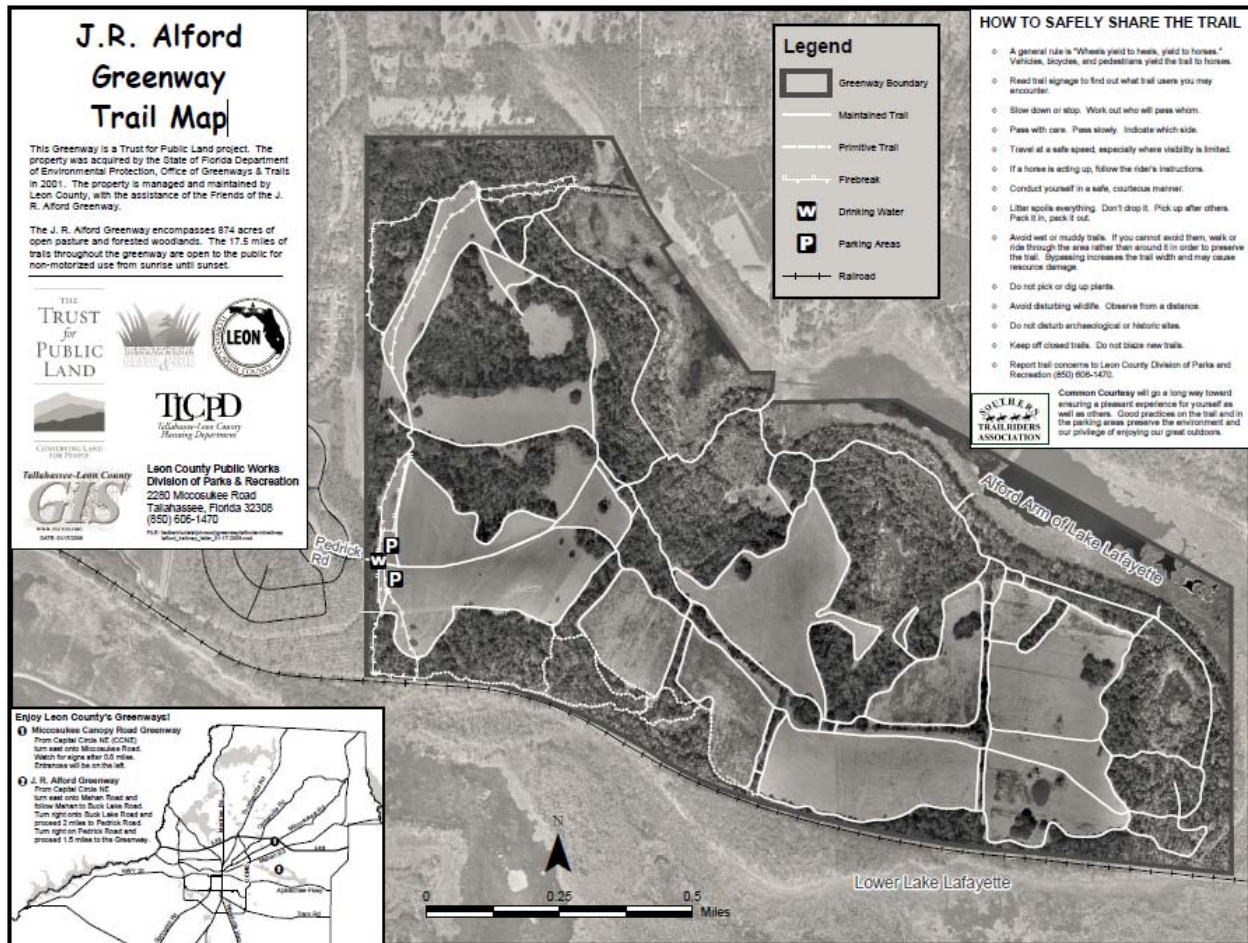 J.R. Alford
Greenway
Trail Map
This Greenway is a Trust for Public Land project. The
property was acquired by the State of Florida Department
of Environmental Protection, Office of Greenways & Trails
in 2001. The property is managed and maintained by
Leon County, with the assistance of the Friends of the J.
R. Alford Greenway.
The J. R. Alford Greenway encompasses 874 acres of
open pasture and forested woodlands. The 17.5 miles of
trails throughout the greenway are open to the public for
non-motorized use from sunrise until sunset.
THE
TRUST
for
PUBLIC
LAND
CONSERVING LAND
FOR PEOPLE
LEON
TLCPD
Tallahassee-Leon County
Planning Department
Tallahassee-Leon County
GIS
Leon County Public Works
Division of Parks & Recreation
2280 Miccosukee Road
Tallahassee, Florida 32308
(850) 606-1470
Legend
Greenway Boundary
Maintained Trail
Primitive Trail
Firebreak
W Drinking Water
P Parking Areas
Railroad
HOW TO SAFELY SHARE THE TRAIL
A general rule is "Wheels yield to heels, yield to horses."
Vehicles, bicycles, and pedestrians yield the trail to horses.
Read trail signage to find out what trail users you may
encounter.
Slow down or stop. Work out who will pass whom.
Pass with care. Pass slowly. Indicate which side.
Travel at a safe speed, especially where visibility is limited.
If a horse is acting up, follow the rider's instructions.
Conduct yourself in a safe, courteous manner.
Litter spoils everything. Don't drop it. Pick up after others.
Pack it in, pack it out.
Avoid wet or muddy trails. If you cannot avoid them, walk or
ride through the area rather than around it in order to preserve
the trail. Bypassing increases the trail width and may cause
resource damage.
Do not pick or dig up plants.
Avoid disturbing wildlife. Observe from a distance.
Do not disturb archaeological or historic sites.
Keep off closed trails. Do not blaze new trails.
Report trail concerns to Leon County Division of Parks and
Recreation (850) 606-1470.
SOUTHERN
TRAILRIDERS
ASSOCIATION
Common Courtesy will go a long way toward
ensuring a pleasant experience for yourself as
well as others. Good practices on the trail and in
the parking areas preserve the environment and
our privilege of enjoying our great outdoors.
Alford Arm of Lake Lafayette
Pedrick
Rd
P
W
P
Lower Lake Lafayette
N
0 0.25 0.5
Miles
Enjoy Leon County's Greenways!
1 Miccosukee Canopy Road Greenway
From Capital Circle NE (CCNE)
turn east onto Miccosukee Road.
Watch for signs after 0.6 miles.
Entrances will be on the left.
2 J. R. Alford Greenway
From Capital Circle NE
turn east onto Mahan Road and
follow Mahan to Buck Lake Road.
Turn right onto Buck Lake Road and
proceed 2 miles to Pedrick Road.
Turn right on Pedrick Road and
proceed 1.5 miles to the Greenway.
Tram Rd